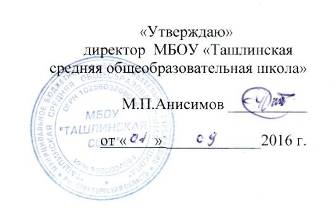 «Утверждаю»
директор МБОУ «Ташлинская
средняя общеобразовательная школа»
М.П.Анисимов
от «01» 09 2016 г.
МБОУ
"ТАШЛИНСКАЯ